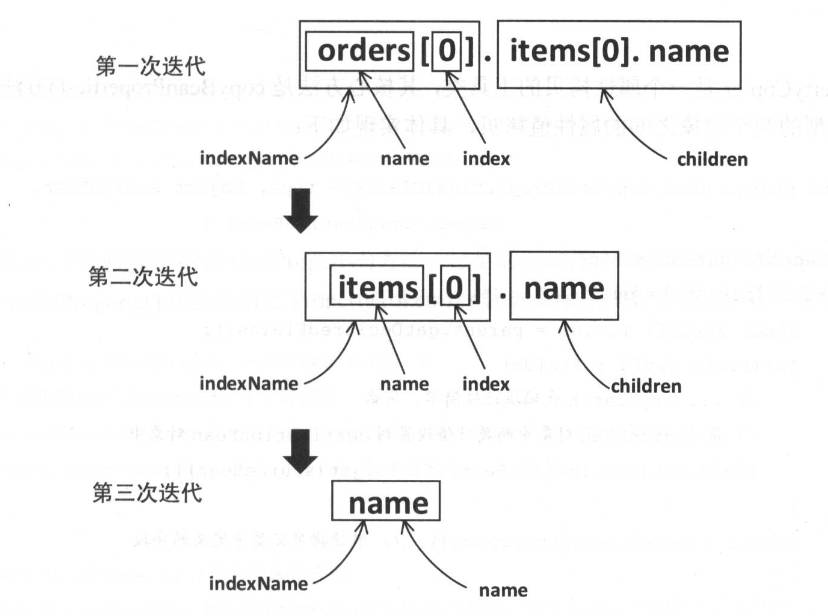 第一次迭代
orders[0].items[0].name
indexName name index children
第二次迭代
items[0].name
indexName name index children
第三次迭代
name
indexName name